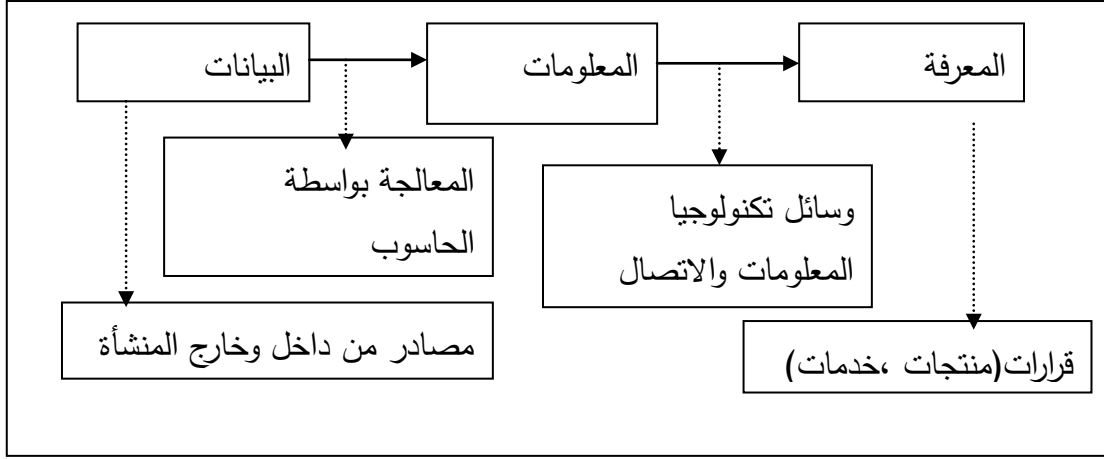 البيانات
المعلومات
المعرفة
المعالجة بواسطة
الحاسوب
وسائل تكنولوجيا
المعلومات والاتصال
مصادر من داخل وخارج المنشأة
قرارات(منتجات ،خدمات)